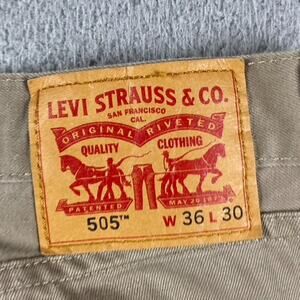 LEVI STRAUSS & CO.
SAN FRANCISCO
CAL.
ORIGINAL RIVETED
QUALITY CLOTHING
PATENTED MAY 20 1873
505™ W 36 L 30